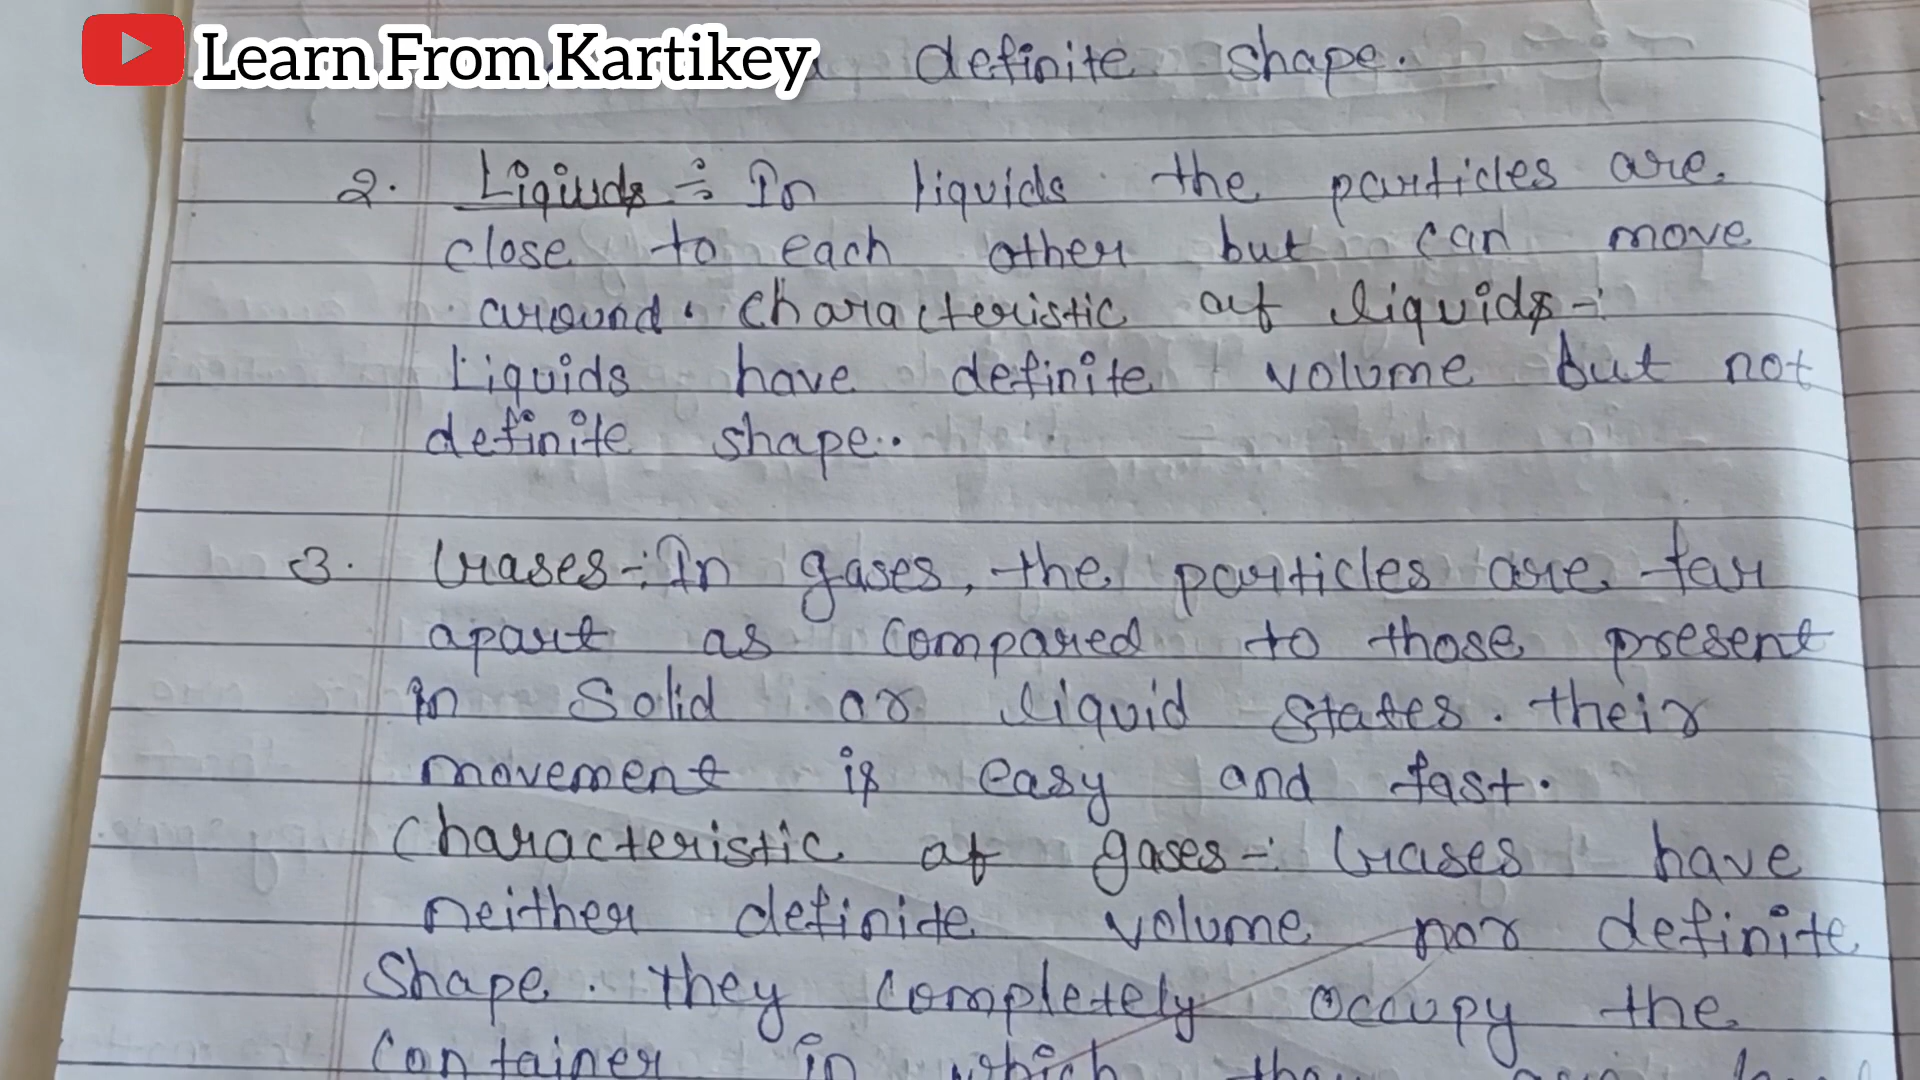 Learn From Kartikey
definite shape.
2. Liqiuds :- In liquids the particles are
close to each other but can move
around. Characteristic of liquids -:
Liquids have definite volume but not
definite shape..
3. Gases -: In gases, the particles are far
apart as compared to those present
in Solid or liquid states. their
movement is easy and fast.
Characteristic of gases -: Gases have
neither definite volume nor definite
Shape. they completely occupy the
Container in which